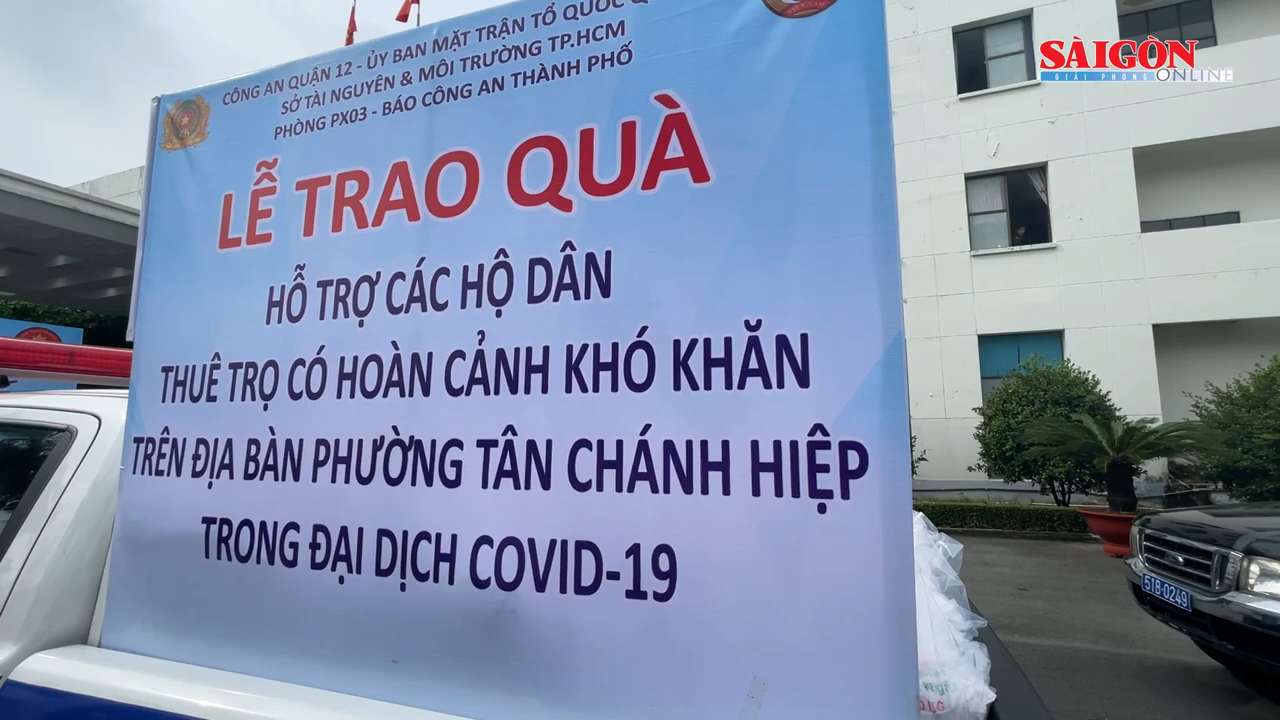 SÀIGÒN
GIẢI PHÓNG ONLINE
CÔNG AN QUẬN 12 - ỦY BAN MẶT TRẬN TỔ QUỐC
SỞ TÀI NGUYÊN & MÔI TRƯỜNG TP.HCM
PHÒNG PX03 - BÁO CÔNG AN THÀNH PHỐ
LỄ TRAO QUÀ
HỖ TRỢ CÁC HỘ DÂN
THUÊ TRỌ CÓ HOÀN CẢNH KHÓ KHĂN
TRÊN ĐỊA BÀN PHƯỜNG TÂN CHÁNH HIỆP
TRONG ĐẠI DỊCH COVID-19
51B-0249